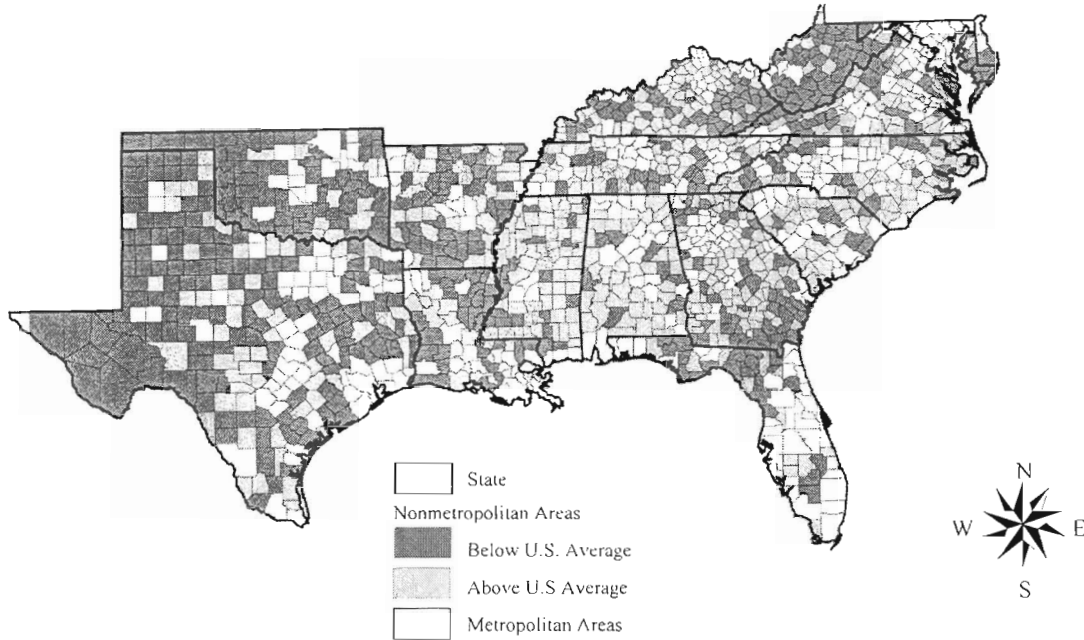 State
Nonmetropolitan Areas
Below U.S. Average
Above U.S Average
Metropolitan Areas
N
W E
S